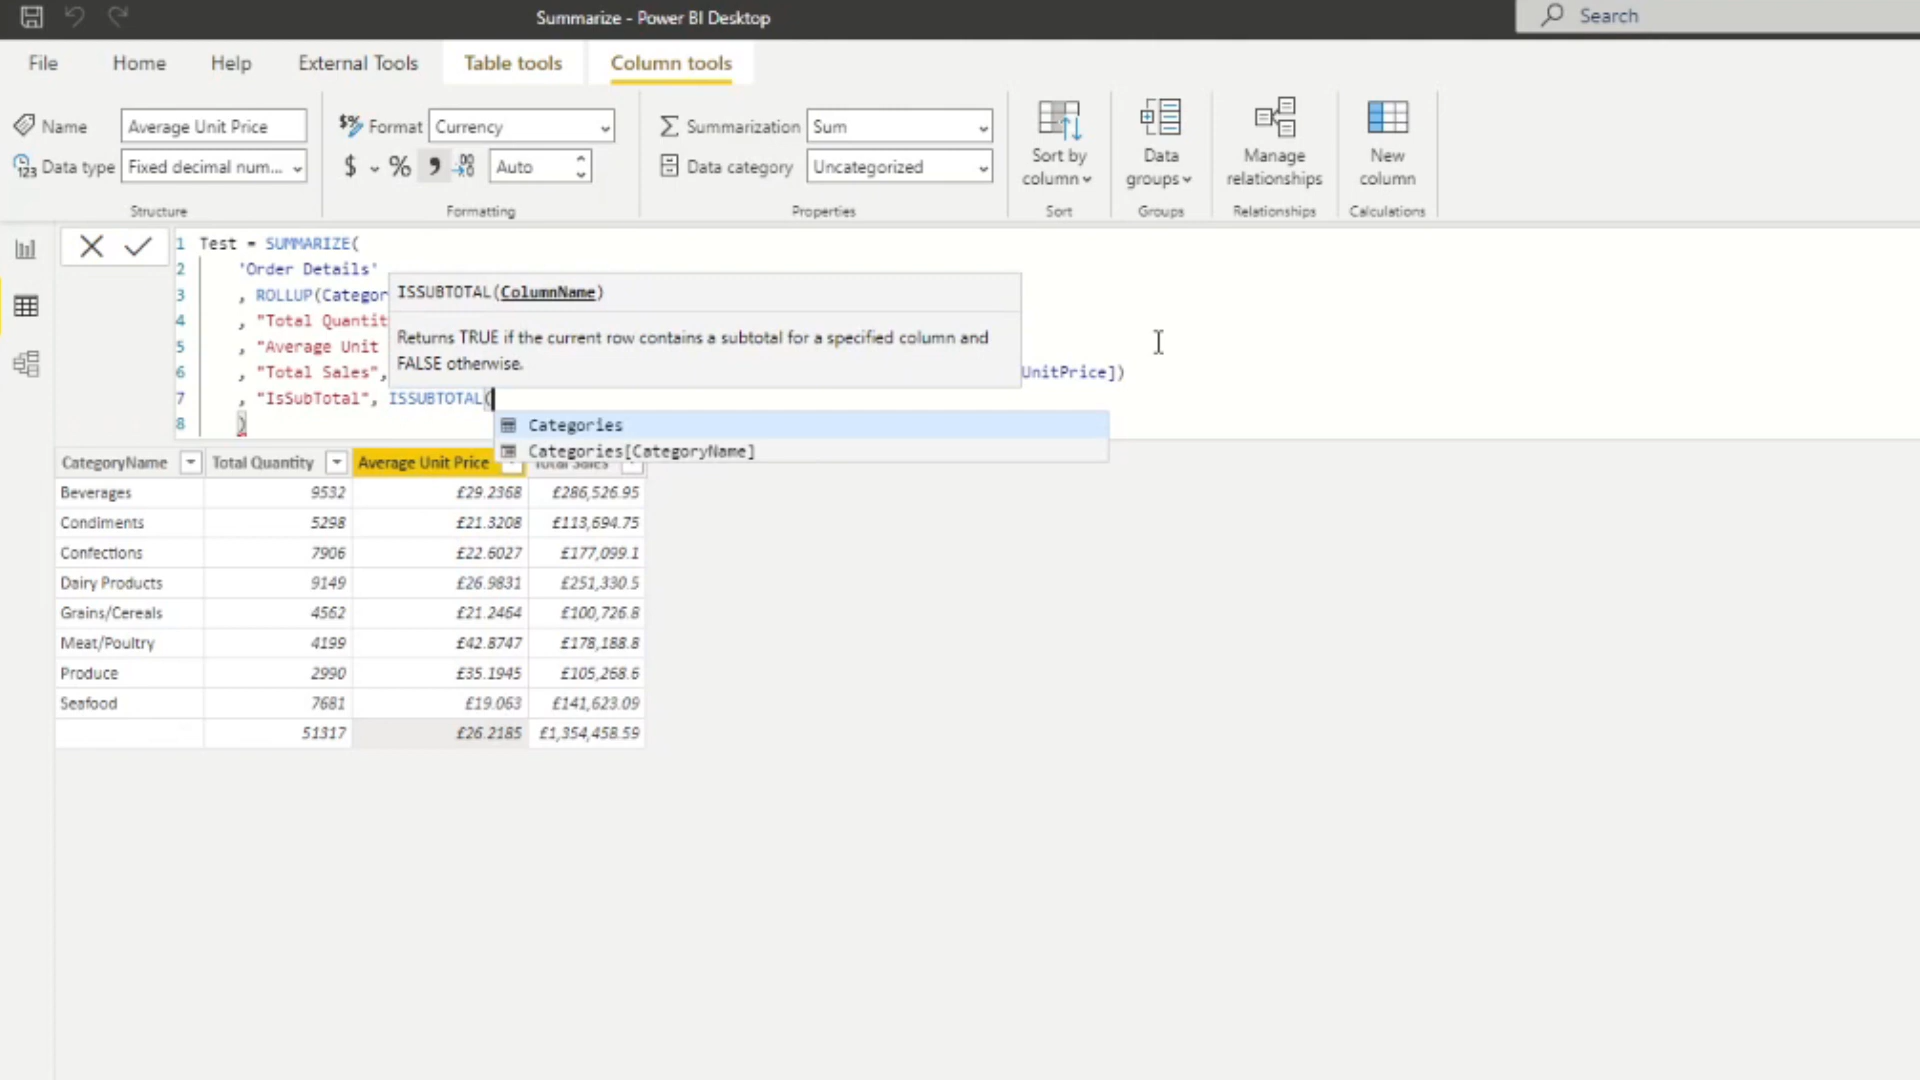 Summarize - Power BI Desktop
Search
File Home Help External Tools Table tools Column tools
Name Average Unit Price
Format Currency
Summarization Sum
Data type Fixed decimal num...
$ % , .00 Auto
Data category Uncategorized
Sort by column
Data groups
Manage relationships
New column
Structure Formatting Properties Sort Groups Relationships Calculations
1 Test = SUMMARIZE(
2 'Order Details'
3 , ROLLUP(Categor
4 , "Total Quantit
5 , "Average Unit
6 , "Total Sales", UnitPrice])
7 , "IsSubTotal", ISSUBTOTAL(
8 )
ISSUBTOTAL(ColumnName)
Returns TRUE if the current row contains a subtotal for a specified column and
FALSE otherwise.
Categories
Categories[CategoryName]
CategoryName Total Quantity Average Unit Price Total Sales
Beverages 9532 £29.2368 £286,526.95
Condiments 5298 £21.3208 £113,694.75
Confections 7906 £22.6027 £177,099.1
Dairy Products 9149 £26.9831 £251,330.5
Grains/Cereals 4562 £21.2464 £100,726.8
Meat/Poultry 4199 £42.8747 £178,188.8
Produce 2990 £35.1945 £105,268.6
Seafood 7681 £19.063 £141,623.09
51317 £26.2185 £1,354,458.59